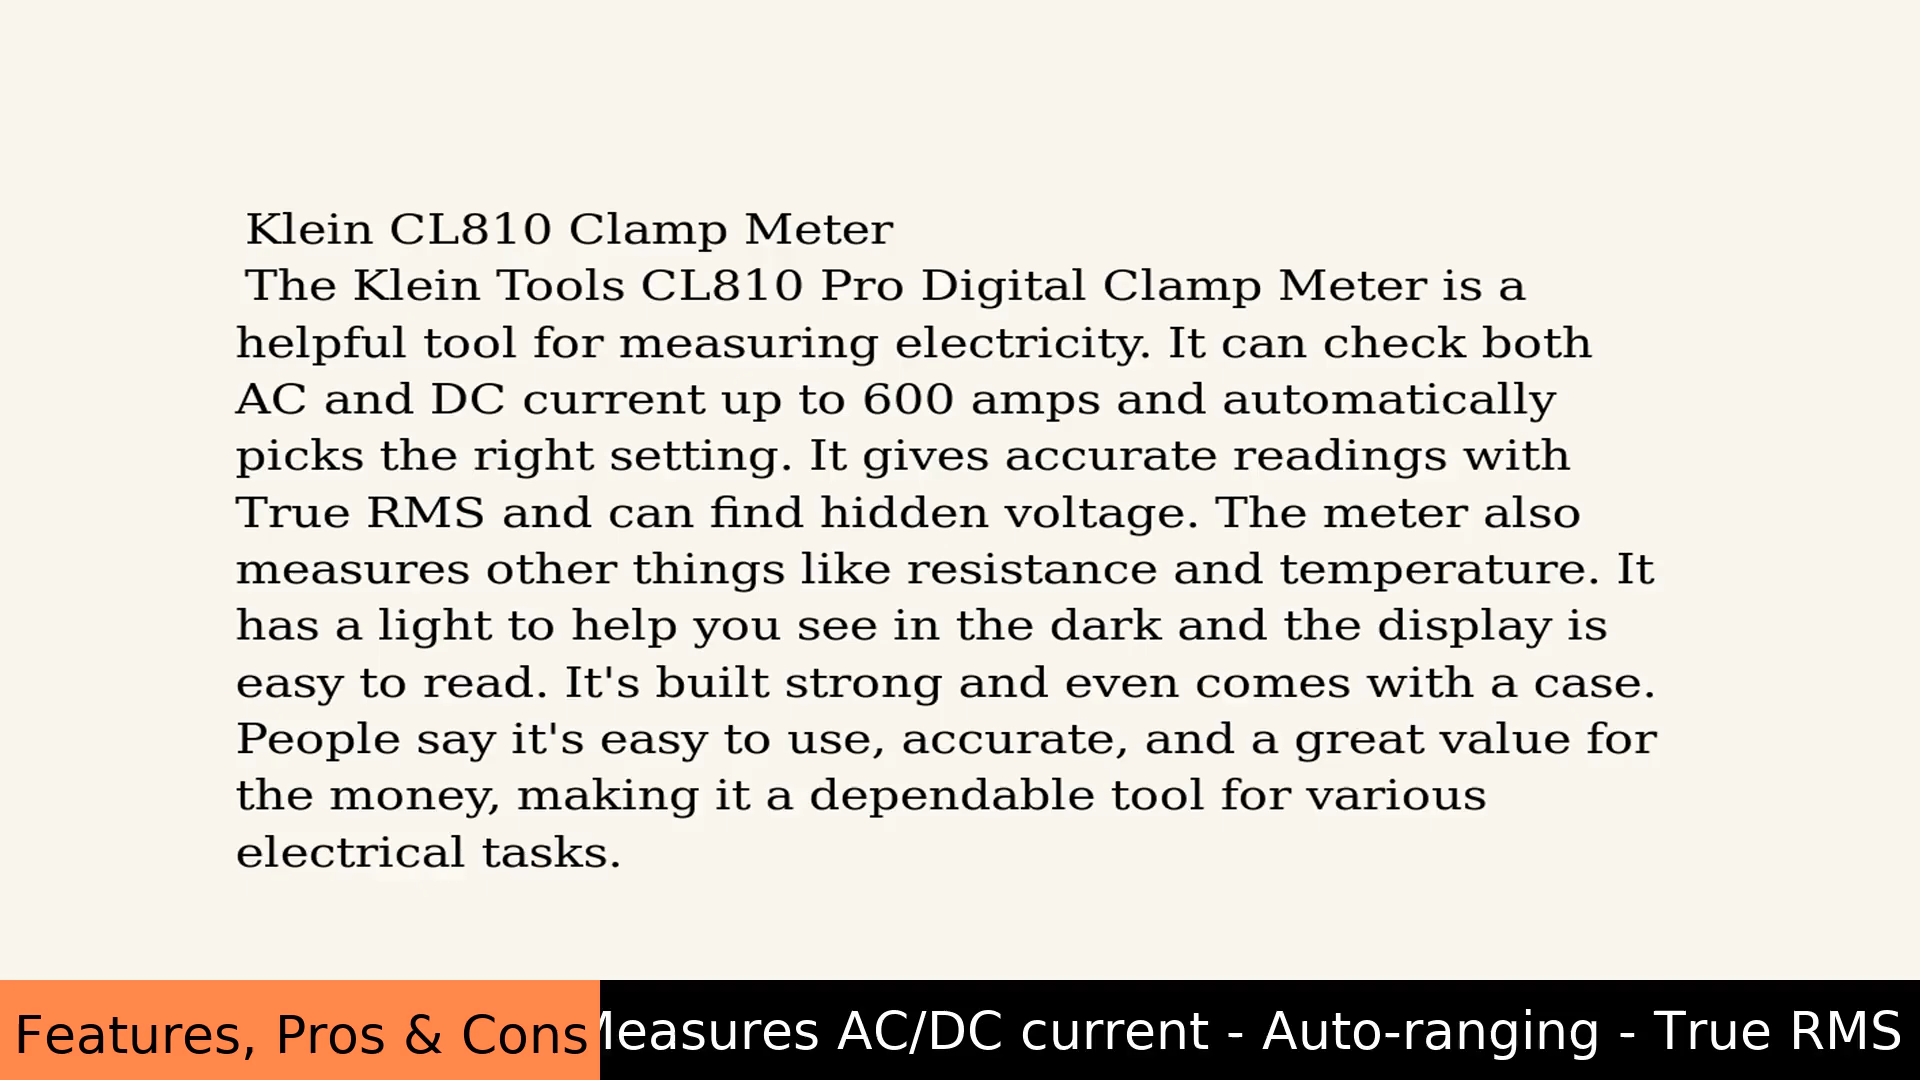 Klein CL810 Clamp Meter
The Klein Tools CL810 Pro Digital Clamp Meter is a
helpful tool for measuring electricity. It can check both
AC and DC current up to 600 amps and automatically
picks the right setting. It gives accurate readings with
True RMS and can find hidden voltage. The meter also
measures other things like resistance and temperature. It
has a light to help you see in the dark and the display is
easy to read. It's built strong and even comes with a case.
People say it's easy to use, accurate, and a great value for
the money, making it a dependable tool for various
electrical tasks.
Features, Pros & Cons
Measures AC/DC current - Auto-ranging - True RMS